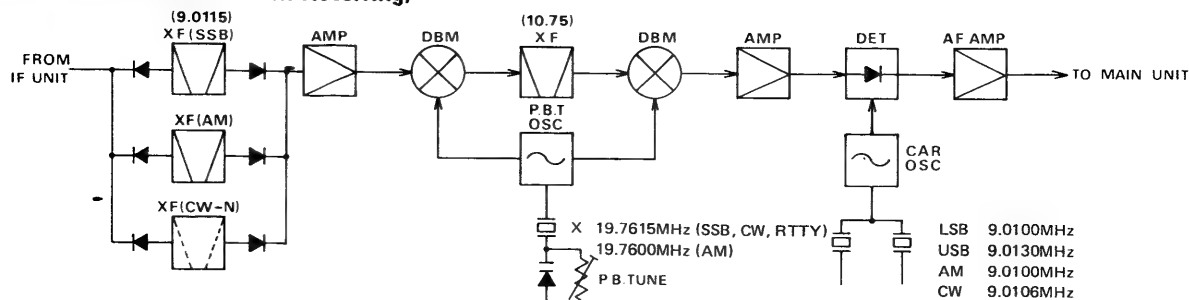 (9.0115)
XF(SSB)
AMP
DBM
(10.75)
XF
DBM
AMP
DET
AF AMP
FROM
IF UNIT
TO MAIN UNIT
XF(AM)
P.B.T
OSC
CAR
OSC
XF(CW-N)
X 19.7615MHz (SSB, CW, RTTY)
19.7600MHz (AM)
P.B.TUNE
LSB 9.0100MHz
USB 9.0130MHz
AM 9.0100MHz
CW 9.0106MHz